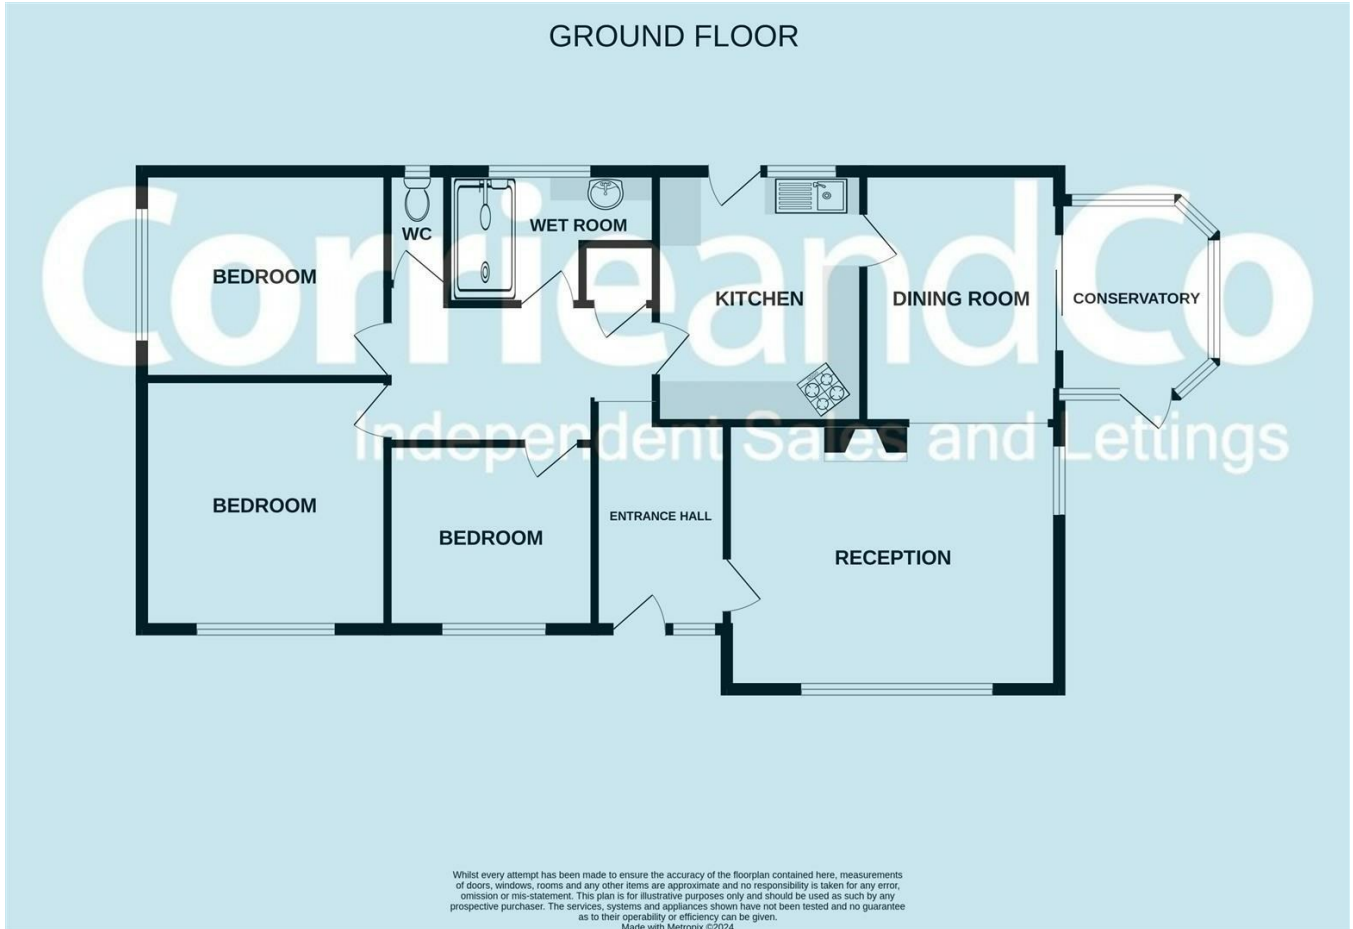 GROUND FLOOR
CorrieandCo
Independent Sales and Lettings
BEDROOM
WC
WET ROOM
KITCHEN
DINING ROOM
CONSERVATORY
BEDROOM
BEDROOM
ENTRANCE HALL
RECEPTION
Whilst every attempt has been made to ensure the accuracy of the floorplan contained here, measurements
of doors, windows, rooms and any other items are approximate and no responsibility is taken for any error,
omission or mis-statement. This plan is for illustrative purposes only and should be used as such by any
prospective purchaser. The services, systems and appliances shown have not been tested and no guarantee
as to their operability or efficiency can be given.
Made with Metropix ©2024